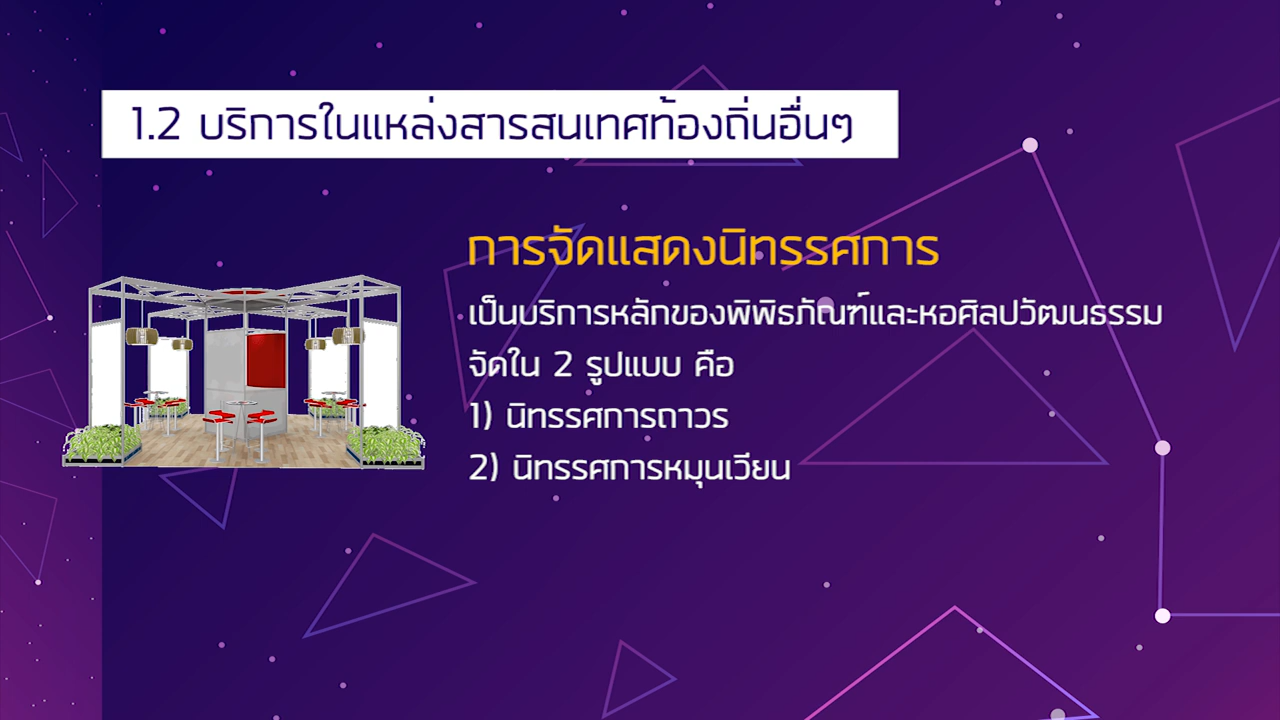 1.2 บริการในแหล่งสารสนเทศท้องถิ่นอื่นๆ
การจัดแสดงนิทรรศการ
เป็นบริการหลักของพิพิธภัณฑ์และหอศิลปวัฒนธรรม
จัดใน 2 รูปแบบ คือ
1) นิทรรศการถาวร
2) นิทรรศการหมุนเวียน